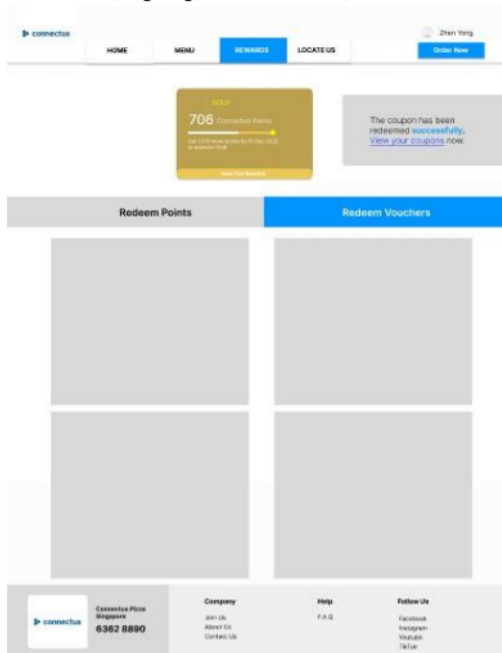 connectus
Zhen Yong
HOME
MENU
REWARDS
LOCATE US
Order Now
GOLD
706 Connectus Points
The coupon has been
redeemed successfully.
View your coupons now.
Redeem Points
Redeem Vouchers
connectus
Connectus Pizza
Singapore
6362 8890
Company
Join Us
About Us
Contact Us
Help
F.A.Q
Follow Us
Facebook
Instagram
Youtube
TikTok